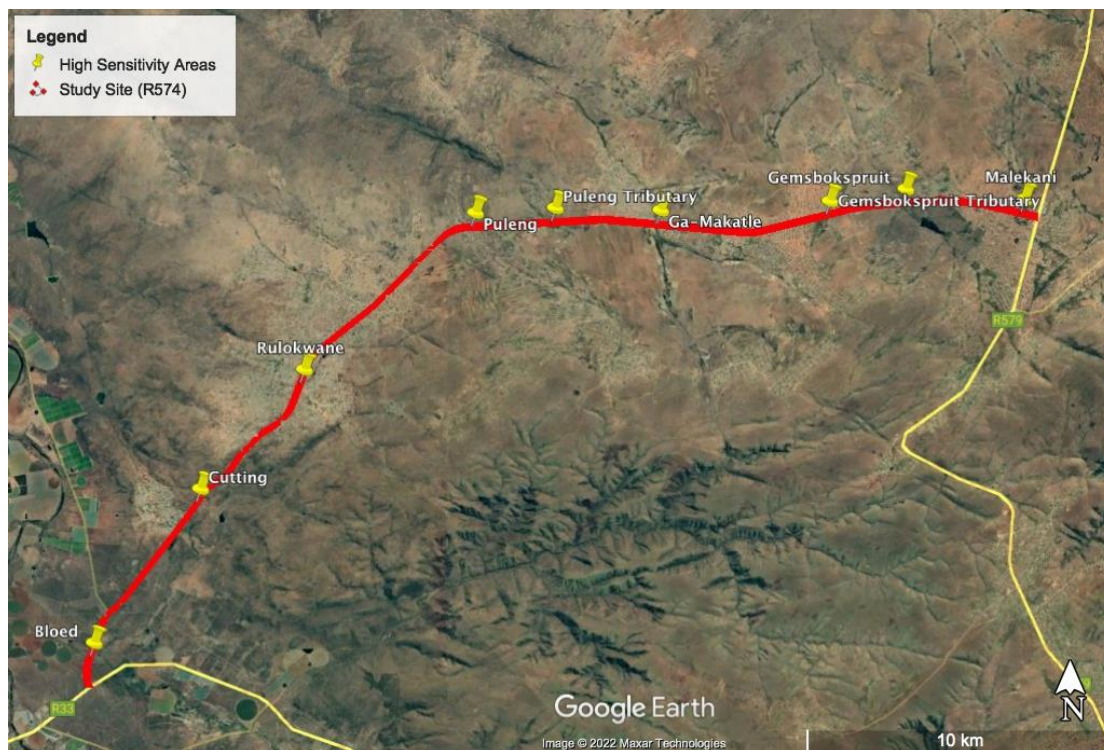 Legend
High Sensitivity Areas
Study Site (R574)
Gemsbokspruit
Malekani
Puleng Tributary
Gemsbokspruit Tributary
Puleng
Ga-Makatle
R579
Rulokwane
Cutting
Bloed
R33
9
N
Google Earth
Image © 2022 Maxar Technologies
10 km